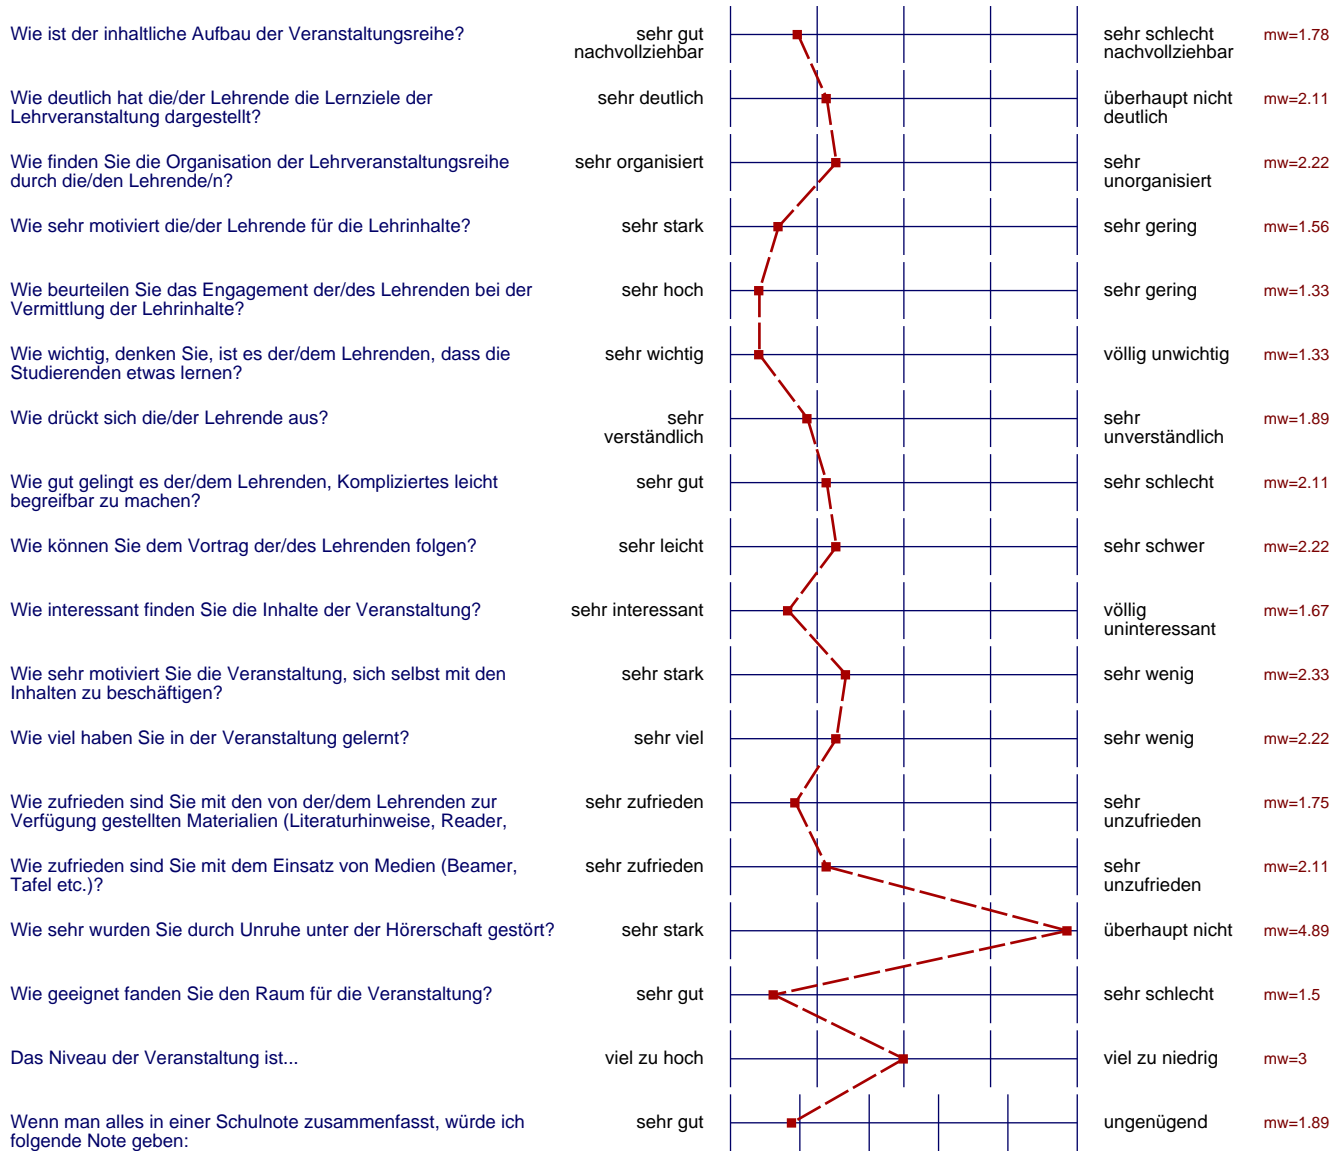 Wie ist der inhaltliche Aufbau der Veranstaltungsreihe? sehr gut sehr schlecht mw=1.78
nachvollziehbar nachvollziehbar
Wie deutlich hat die/der Lehrende die Lernziele der sehr deutlich überhaupt nicht mw=2.11
Lehrveranstaltung dargestellt? deutlich
Wie finden Sie die Organisation der Lehrveranstaltungsreihe sehr organisiert sehr mw=2.22
durch die/den Lehrende/n? unorganisiert
Wie sehr motiviert die/der Lehrende für die Lehrinhalte? sehr stark sehr gering mw=1.56
Wie beurteilen Sie das Engagement der/des Lehrenden bei der sehr hoch sehr gering mw=1.33
Vermittlung der Lehrinhalte?
Wie wichtig, denken Sie, ist es der/dem Lehrenden, dass die sehr wichtig völlig unwichtig mw=1.33
Studierenden etwas lernen?
Wie drückt sich die/der Lehrende aus? sehr sehr mw=1.89
verständlich unverständlich
Wie gut gelingt es der/dem Lehrenden, Kompliziertes leicht sehr gut sehr schlecht mw=2.11
begreifbar zu machen?
Wie können Sie dem Vortrag der/des Lehrenden folgen? sehr leicht sehr schwer mw=2.22
Wie interessant finden Sie die Inhalte der Veranstaltung? sehr interessant völlig mw=1.67
uninteressant
Wie sehr motiviert Sie die Veranstaltung, sich selbst mit den sehr stark sehr wenig mw=2.33
Inhalten zu beschäftigen?
Wie viel haben Sie in der Veranstaltung gelernt? sehr viel sehr wenig mw=2.22
Wie zufrieden sind Sie mit den von der/dem Lehrenden zur sehr zufrieden sehr mw=1.75
Verfügung gestellten Materialien (Literaturhinweise, Reader, unzufrieden
Wie zufrieden sind Sie mit dem Einsatz von Medien (Beamer, sehr zufrieden sehr mw=2.11
Tafel etc.)? unzufrieden
Wie sehr wurden Sie durch Unruhe unter der Hörerschaft gestört? sehr stark überhaupt nicht mw=4.89
Wie geeignet fanden Sie den Raum für die Veranstaltung? sehr gut sehr schlecht mw=1.5
Das Niveau der Veranstaltung ist... viel zu hoch viel zu niedrig mw=3
Wenn man alles in einer Schulnote zusammenfasst, würde ich sehr gut ungenügend mw=1.89
folgende Note geben: